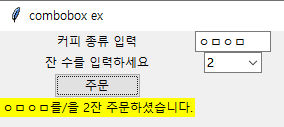 combobox ex
커피 종류 입력 ㅇㅁㅇㅁ
잔 수를 입력하세요 2
주문
ㅇㅁㅇㅁ를/을 2잔 주문하셨습니다.